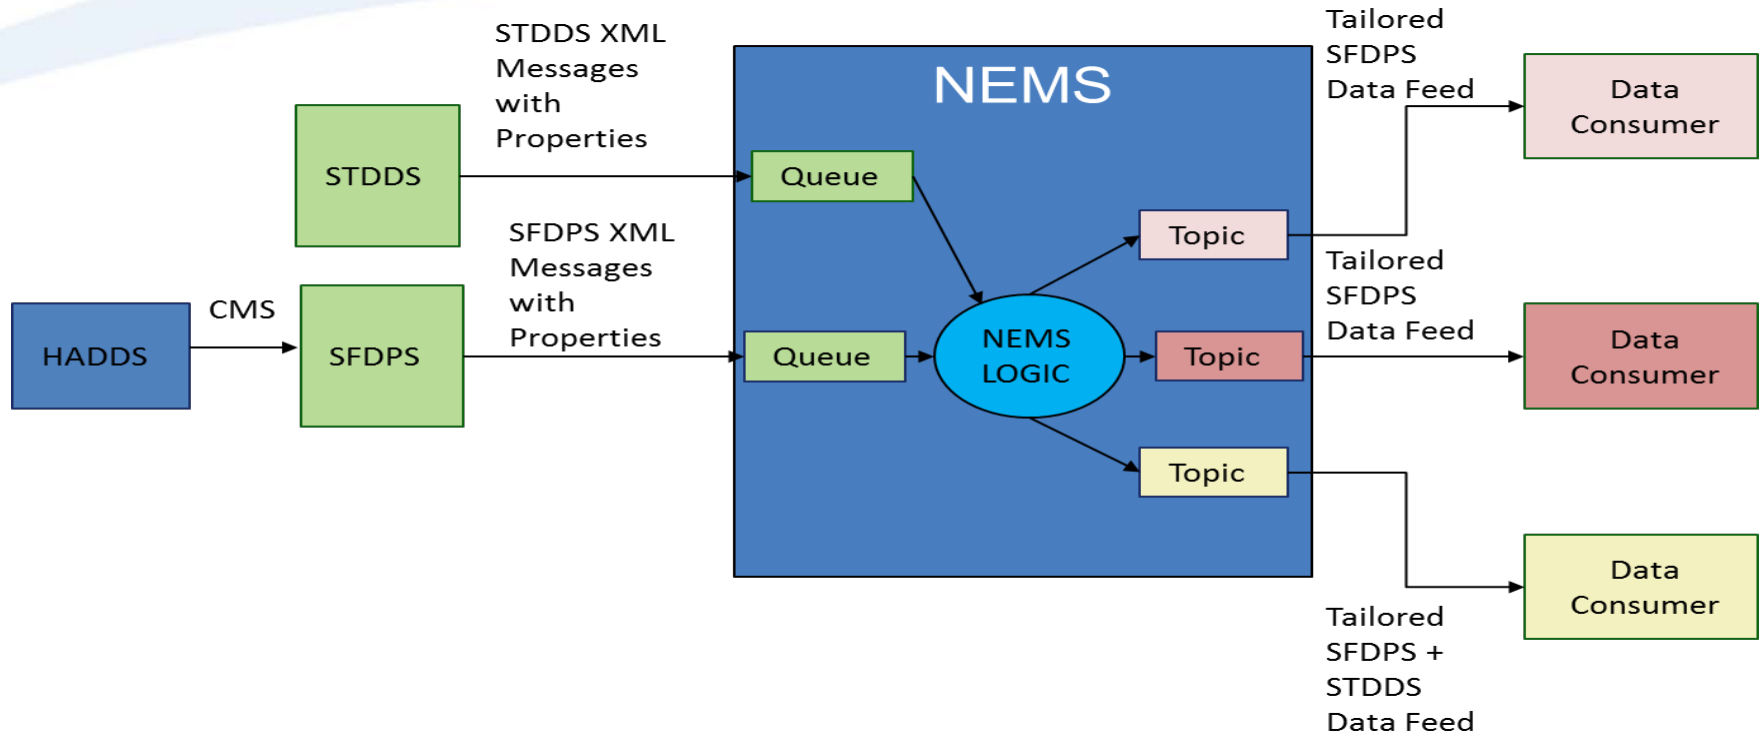 STDDS XML
Messages
with
Properties
NEMS
Tailored
SFDPS
Data Feed
Data
Consumer
STDDS
Queue
SFDPS XML
Messages
with
Properties
Topic
Tailored
SFDPS
Data Feed
HADDS
CMS
SFDPS
Queue
NEMS
LOGIC
Topic
Data
Consumer
Topic
Data
Consumer
Tailored
SFDPS +
STDDS
Data Feed